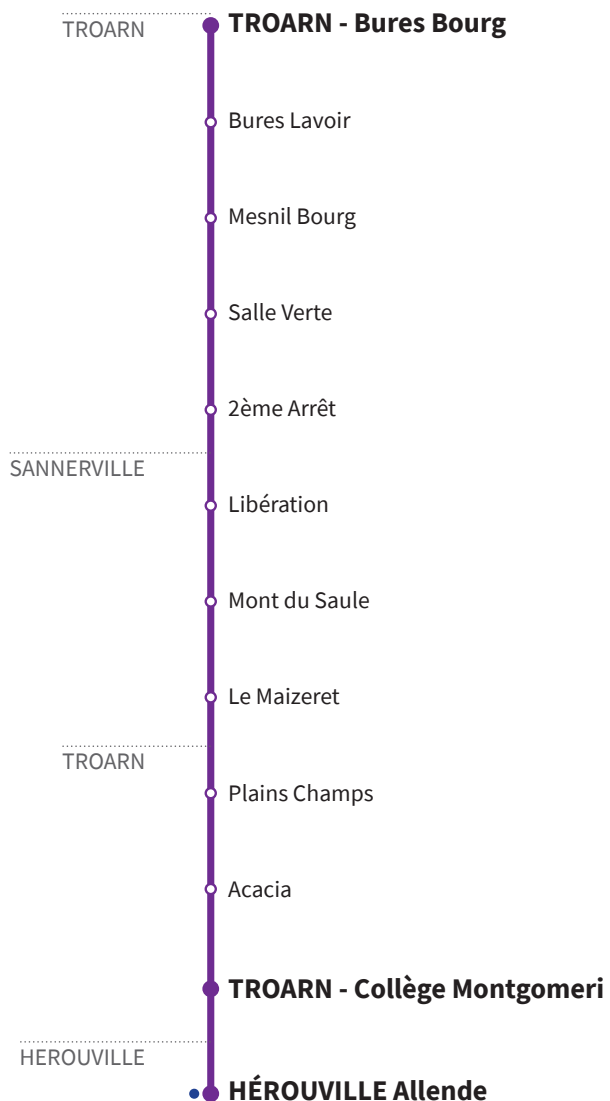 TROARN
TROARN - Bures Bourg
Bures Lavoir
Mesnil Bourg
Salle Verte
2ème Arrêt
SANNERVILLE
Libération
Mont du Saule
Le Maizeret
TROARN
Plains Champs
Acacia
TROARN - Collège Montgomeri
HEROUVILLE
HÉROUVILLE Allende